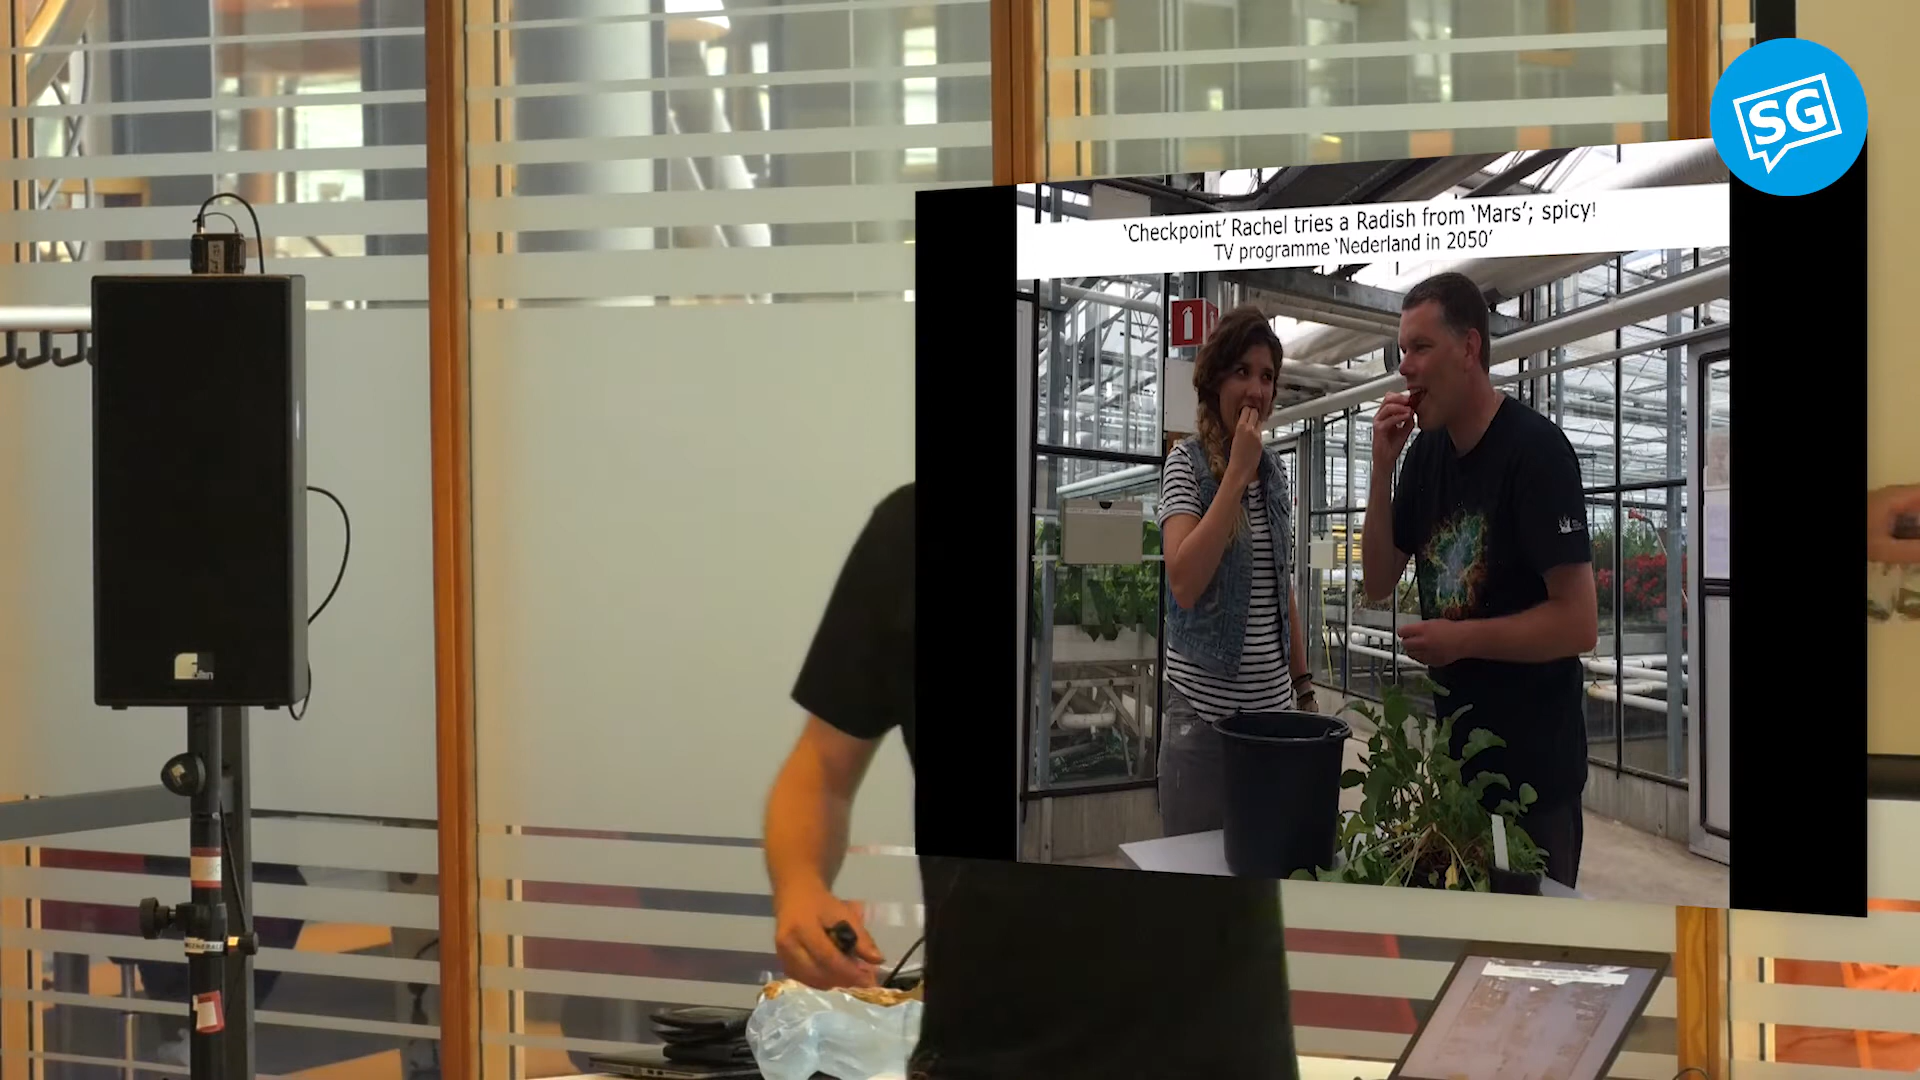 SG
'Checkpoint' Rachel tries a Radish from 'Mars'; spicy!
TV programme 'Nederland in 2050'